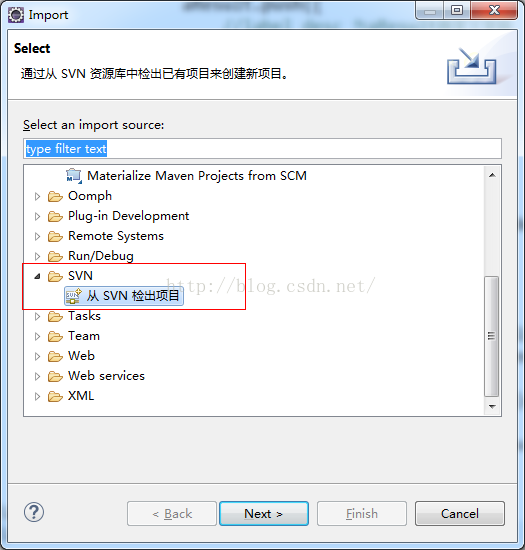 Import
Select
通过从 SVN 资源库中检出已有项目来创建新项目。
Select an import source:
type filter text
Materialize Maven Projects from SCM
Oomph
Plug-in Development
Remote Systems
Run/Debug
SVN
http://blog.csdn.net/
从 SVN 检出项目
Tasks
Team
Web
Web services
XML
< Back
Next >
Finish
Cancel